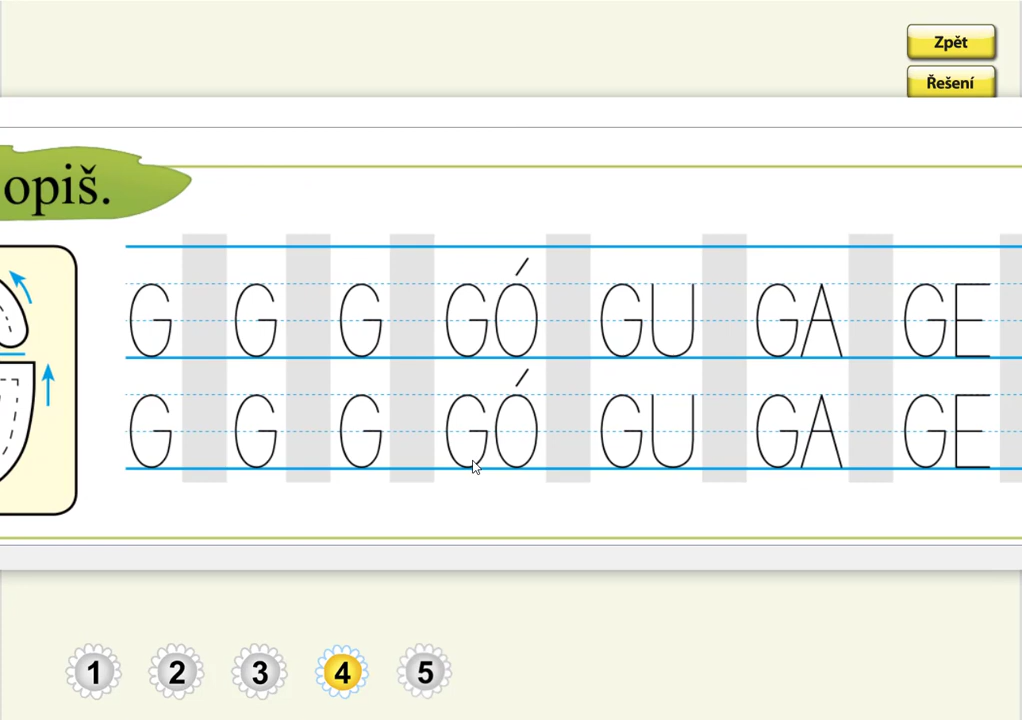 Zpět
Řešení
opiš.
G G G GÓ GU GA GE
G G G GÓ GU GA GE
1 2 3 4 5